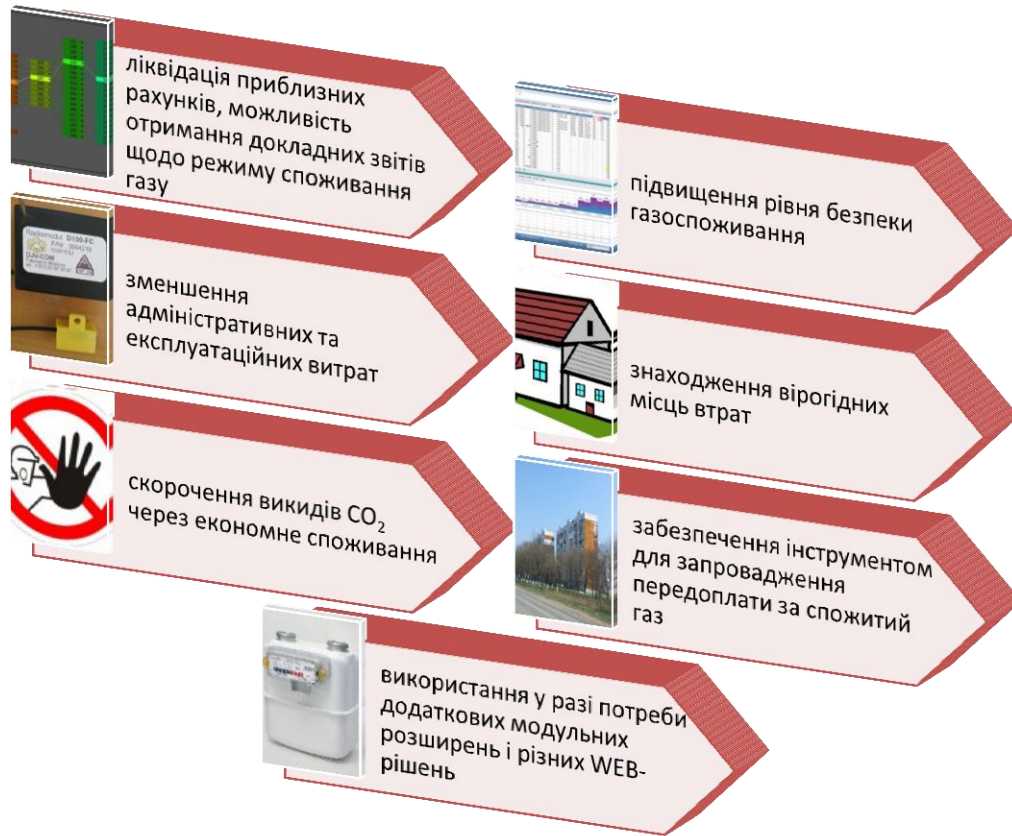 ліквідація приблизних
рахунків, можливість
отримання докладних звітів
щодо режиму споживання
газу
зменшення
адміністративних та
експлуатаційних витрат
скорочення викидів CO₂
через економне споживання
підвищення рівня безпеки
газоспоживання
знаходження вірогідних
місць втрат
забезпечення інструментом
для запровадження
передоплати за спожитий
газ
використання у разі потреби
додаткових модульних
розширень і різних WEB-
рішень